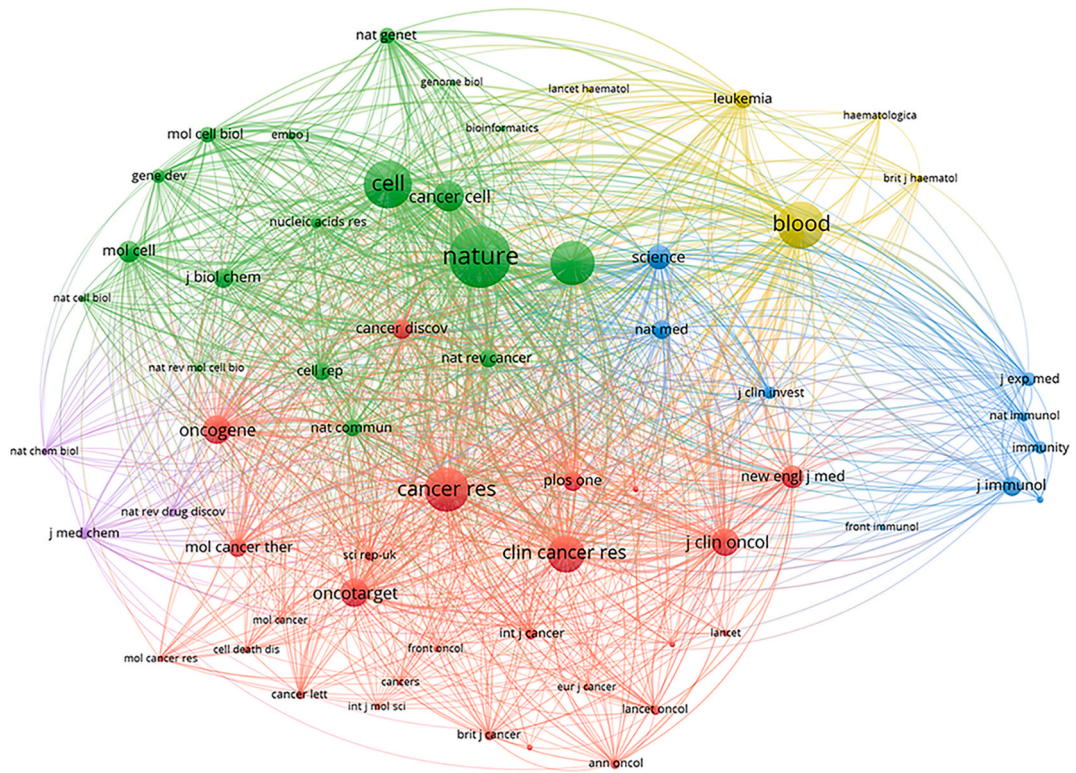 nat genet
genome biol
lancet haematol
leukemia
haematologica
bioinformatics
mol cell biol
embo j
gene dev
brit j haematol
cell
cancer cell
nucleic acids res
blood
mol cell
nature
science
j biol chem
nat cell biol
cancer discov
nat med
nat rev cancer
nat rev mol cell bio
cell rep
j exp med
j clin invest
nat immunol
oncogene
nat commun
immunity
nat chem biol
plos one
new engl j med
cancer res
j immunol
nat rev drug discov
front immunol
j med chem
mol cancer ther
sci rep-uk
clin cancer res
j clin oncol
oncotarget
mol cancer
int j cancer
lancet
cell death dis
front oncol
mol cancer res
cancers
eur j cancer
cancer lett
int j mol sci
lancet oncol
brit j cancer
ann oncol